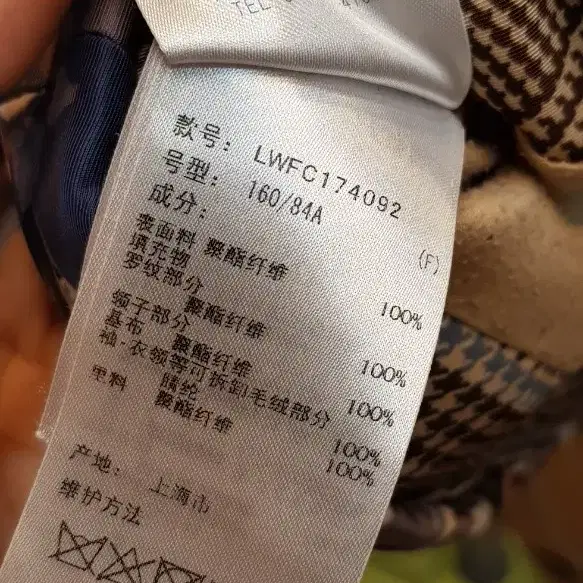 TEL
款号: LWFC174092
号型: 160/84A (F)
成分:
表面料 聚酯纤维 100%
填充物
罗纹部分 聚酯纤维 100%
帽子部分
基布 聚酯纤维 100%
袖·衣领等可拆卸毛绒部分
腈纶 100%
里料 聚酯纤维 100%
产地: 上海市
维护方法